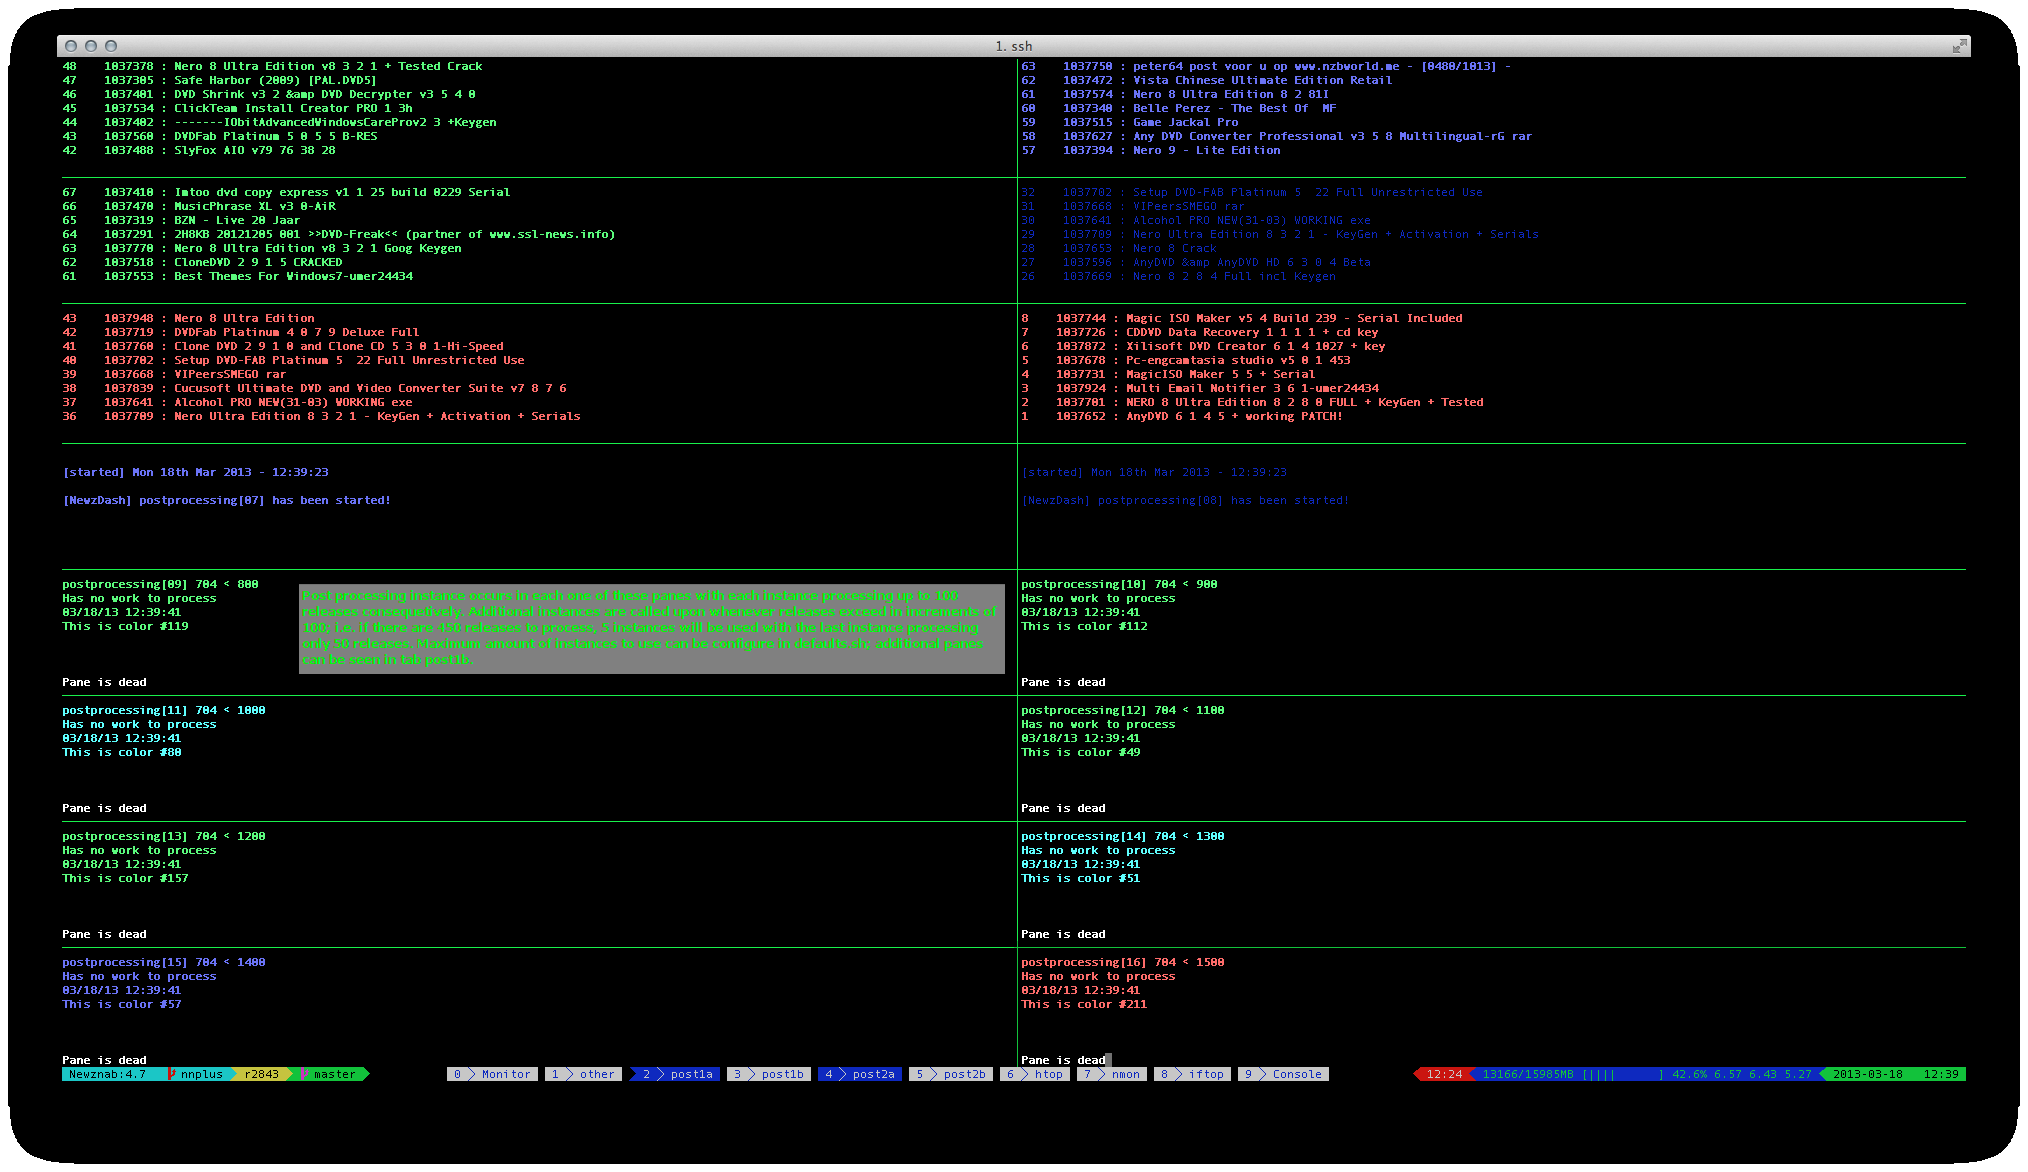 1. ssh
48 1037378 : Nero 8 Ultra Edition v8 3 2 1 + Tested Crack
47 1037305 : Safe Harbor (2009) [PAL.DVD5]
46 1037401 : DVD Shrink v3 2 &amp DVD Decrypter v3 5 4 0
45 1037534 : ClickTeam Install Creator PRO 1 3h
44 1037402 : -------IObitAdvancedWindowsCareProv2 3 +Keygen
43 1037560 : DVDFab Platinum 5 0 5 5 B-RES
42 1037488 : SlyFox AIO v79 76 38 28
63 1037750 : peter64 post voor u op www.nzbworld.me - [0480/1013] -
62 1037472 : Vista Chinese Ultimate Edition Retail
61 1037574 : Nero 8 Ultra Edition 8 2 81I
60 1037340 : Belle Perez - The Best Of  MF
59 1037515 : Game Jackal Pro
58 1037627 : Any DVD Converter Professional v3 5 8 Multilingual-rG rar
57 1037394 : Nero 9 - Lite Edition
67 1037410 : Imtoo dvd copy express v1 1 25 build 0229 Serial
66 1037470 : MusicPhrase XL v3 0-AiR
65 1037319 : BZN - Live 20 Jaar
64 1037291 : 2H8KB 20121205 001 >>DVD-Freak<< (partner of www.ssl-news.info)
63 1037770 : Nero 8 Ultra Edition v8 3 2 1 Goog Keygen
62 1037518 : CloneDVD 2 9 1 5 CRACKED
61 1037553 : Best Themes For Windows7-umer24434
32 1037702 : Setup DVD-FAB Platinum 5  22 Full Unrestricted Use
31 1037668 : VIPeersSMEGO rar
30 1037641 : Alcohol PRO NEW(31-03) WORKING exe
29 1037709 : Nero Ultra Edition 8 3 2 1 - KeyGen + Activation + Serials
28 1037653 : Nero 8 Crack
27 1037596 : AnyDVD &amp AnyDVD HD 6 3 0 4 Beta
26 1037669 : Nero 8 2 8 4 Full incl Keygen
43 1037948 : Nero 8 Ultra Edition
42 1037719 : DVDFab Platinum 4 0 7 9 Deluxe Full
41 1037760 : Clone DVD 2 9 1 0 and Clone CD 5 3 0 1-Hi-Speed
40 1037702 : Setup DVD-FAB Platinum 5  22 Full Unrestricted Use
39 1037668 : VIPeersSMEGO rar
38 1037839 : Cucusoft Ultimate DVD and Video Converter Suite v7 8 7 6
37 1037641 : Alcohol PRO NEW(31-03) WORKING exe
36 1037709 : Nero Ultra Edition 8 3 2 1 - KeyGen + Activation + Serials
8 1037744 : Magic ISO Maker v5 4 Build 239 - Serial Included
7 1037726 : CDDVD Data Recovery 1 1 1 1 + cd key
6 1037872 : Xilisoft DVD Creator 6 1 4 1027 + key
5 1037678 : Pc-engcamtasia studio v5 0 1 453
4 1037731 : MagicISO Maker 5 5 + Serial
3 1037924 : Multi Email Notifier 3 6 1-umer24434
2 1037701 : NERO 8 Ultra Edition 8 2 8 0 FULL + KeyGen + Tested
1 1037652 : AnyDVD 6 1 4 5 + working PATCH!
[started] Mon 18th Mar 2013 - 12:39:23
[NewzDash] postprocessing[07] has been started!
[started] Mon 18th Mar 2013 - 12:39:23
[NewzDash] postprocessing[08] has been started!
postprocessing[09] 704 < 800
Has no work to process
03/18/13 12:39:41
This is color #119
Pane is dead
Post processing instance occurs in each one of these panes with each instance processing up to 100
releases consequetively. Additional instances are called upon whenever releases exceed in increments of
100; i.e. if there are 450 releases to process, 5 instances will be used with the last instance processing
only 50 releases. Maximum amount of instances to use can be configure in defaults.sh; additional panes
can be seen in tab post1b.
postprocessing[10] 704 < 900
Has no work to process
03/18/13 12:39:41
This is color #112
Pane is dead
postprocessing[11] 704 < 1000
Has no work to process
03/18/13 12:39:41
This is color #80
Pane is dead
postprocessing[12] 704 < 1100
Has no work to process
03/18/13 12:39:41
This is color #49
Pane is dead
postprocessing[13] 704 < 1200
Has no work to process
03/18/13 12:39:41
This is color #157
Pane is dead
postprocessing[14] 704 < 1300
Has no work to process
03/18/13 12:39:41
This is color #51
Pane is dead
postprocessing[15] 704 < 1400
Has no work to process
03/18/13 12:39:41
This is color #57
Pane is dead
postprocessing[16] 704 < 1500
Has no work to process
03/18/13 12:39:41
This is color #211
Pane is dead
Newznab:4.7 nnplus r2843 master 0 Monitor 1 other 2 post1a 3 post1b 4 post2a 5 post2b 6 htop 7 nmon 8 iftop 9 Console 12:24 13166/15985MB [|||| ] 42.6% 6.57 6.43 5.27 2013-03-18 12:39